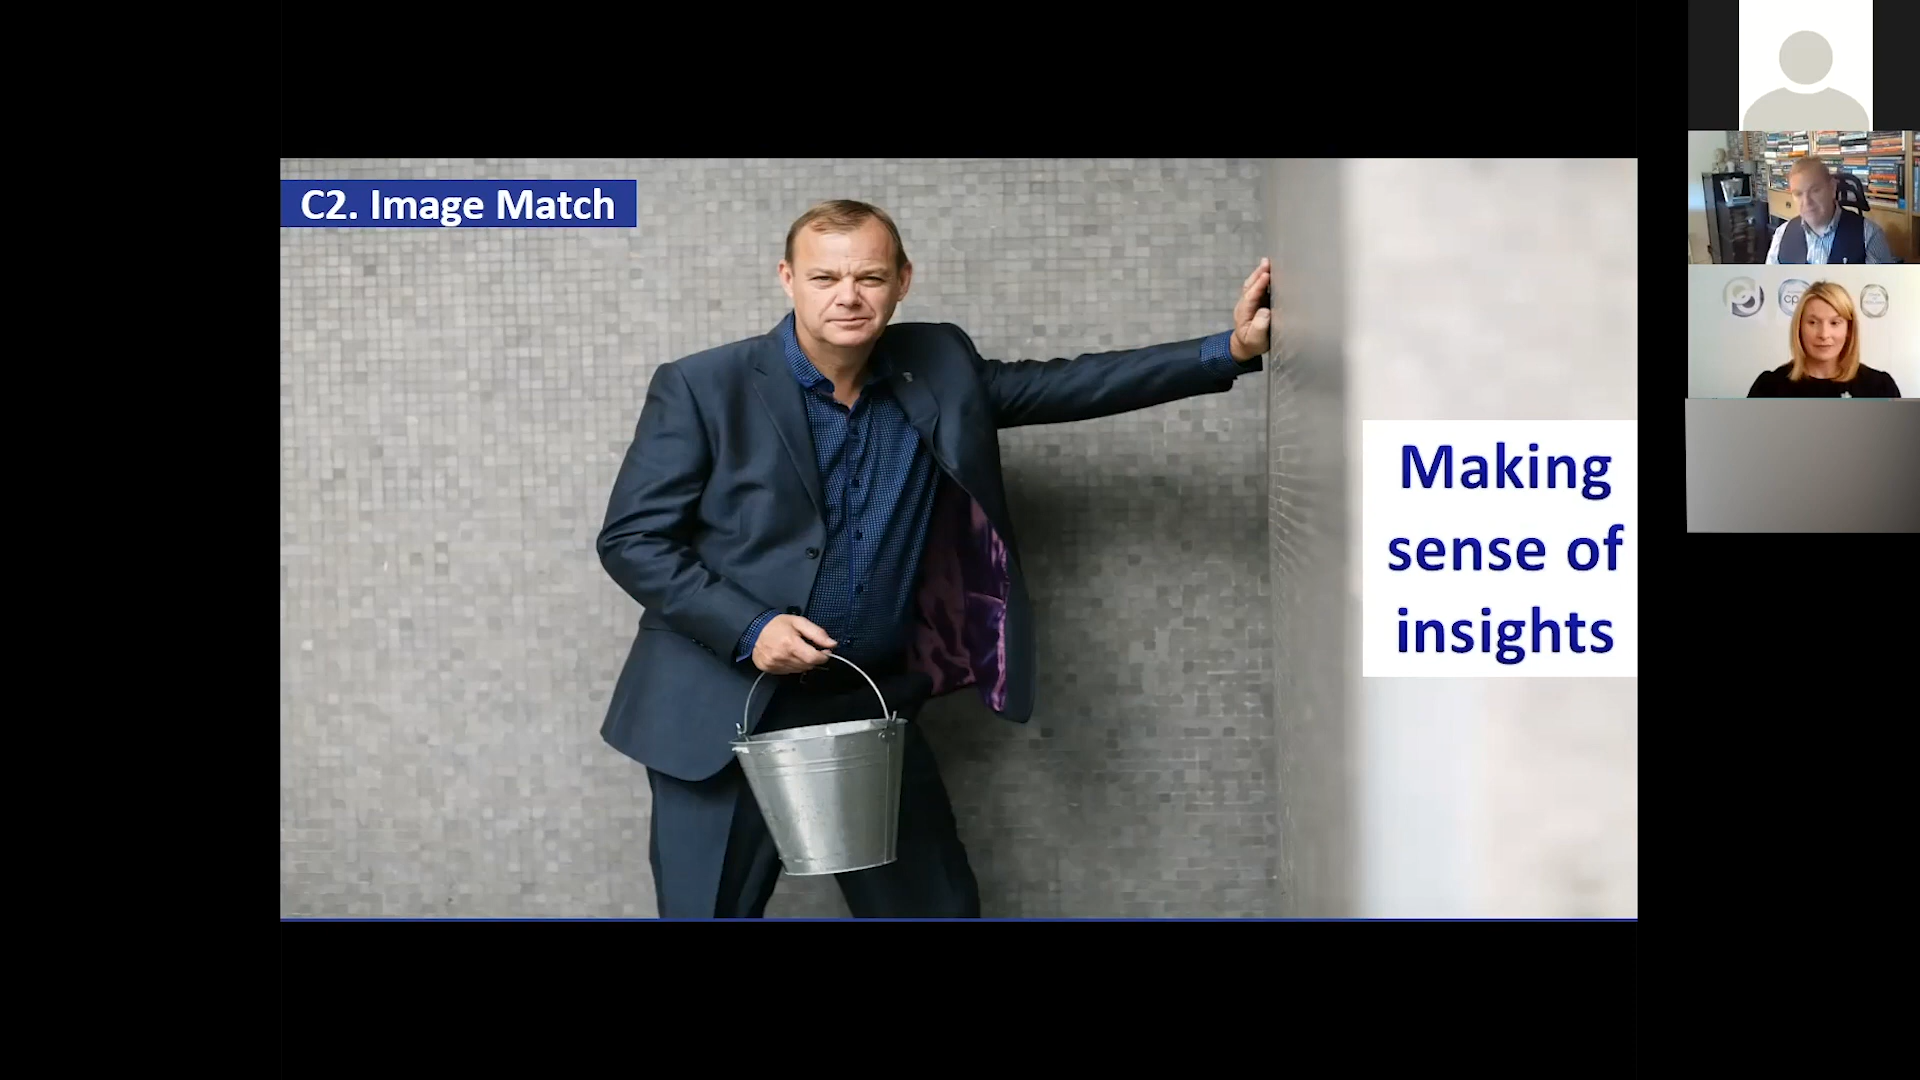 C2. Image Match
Making
sense of
insights